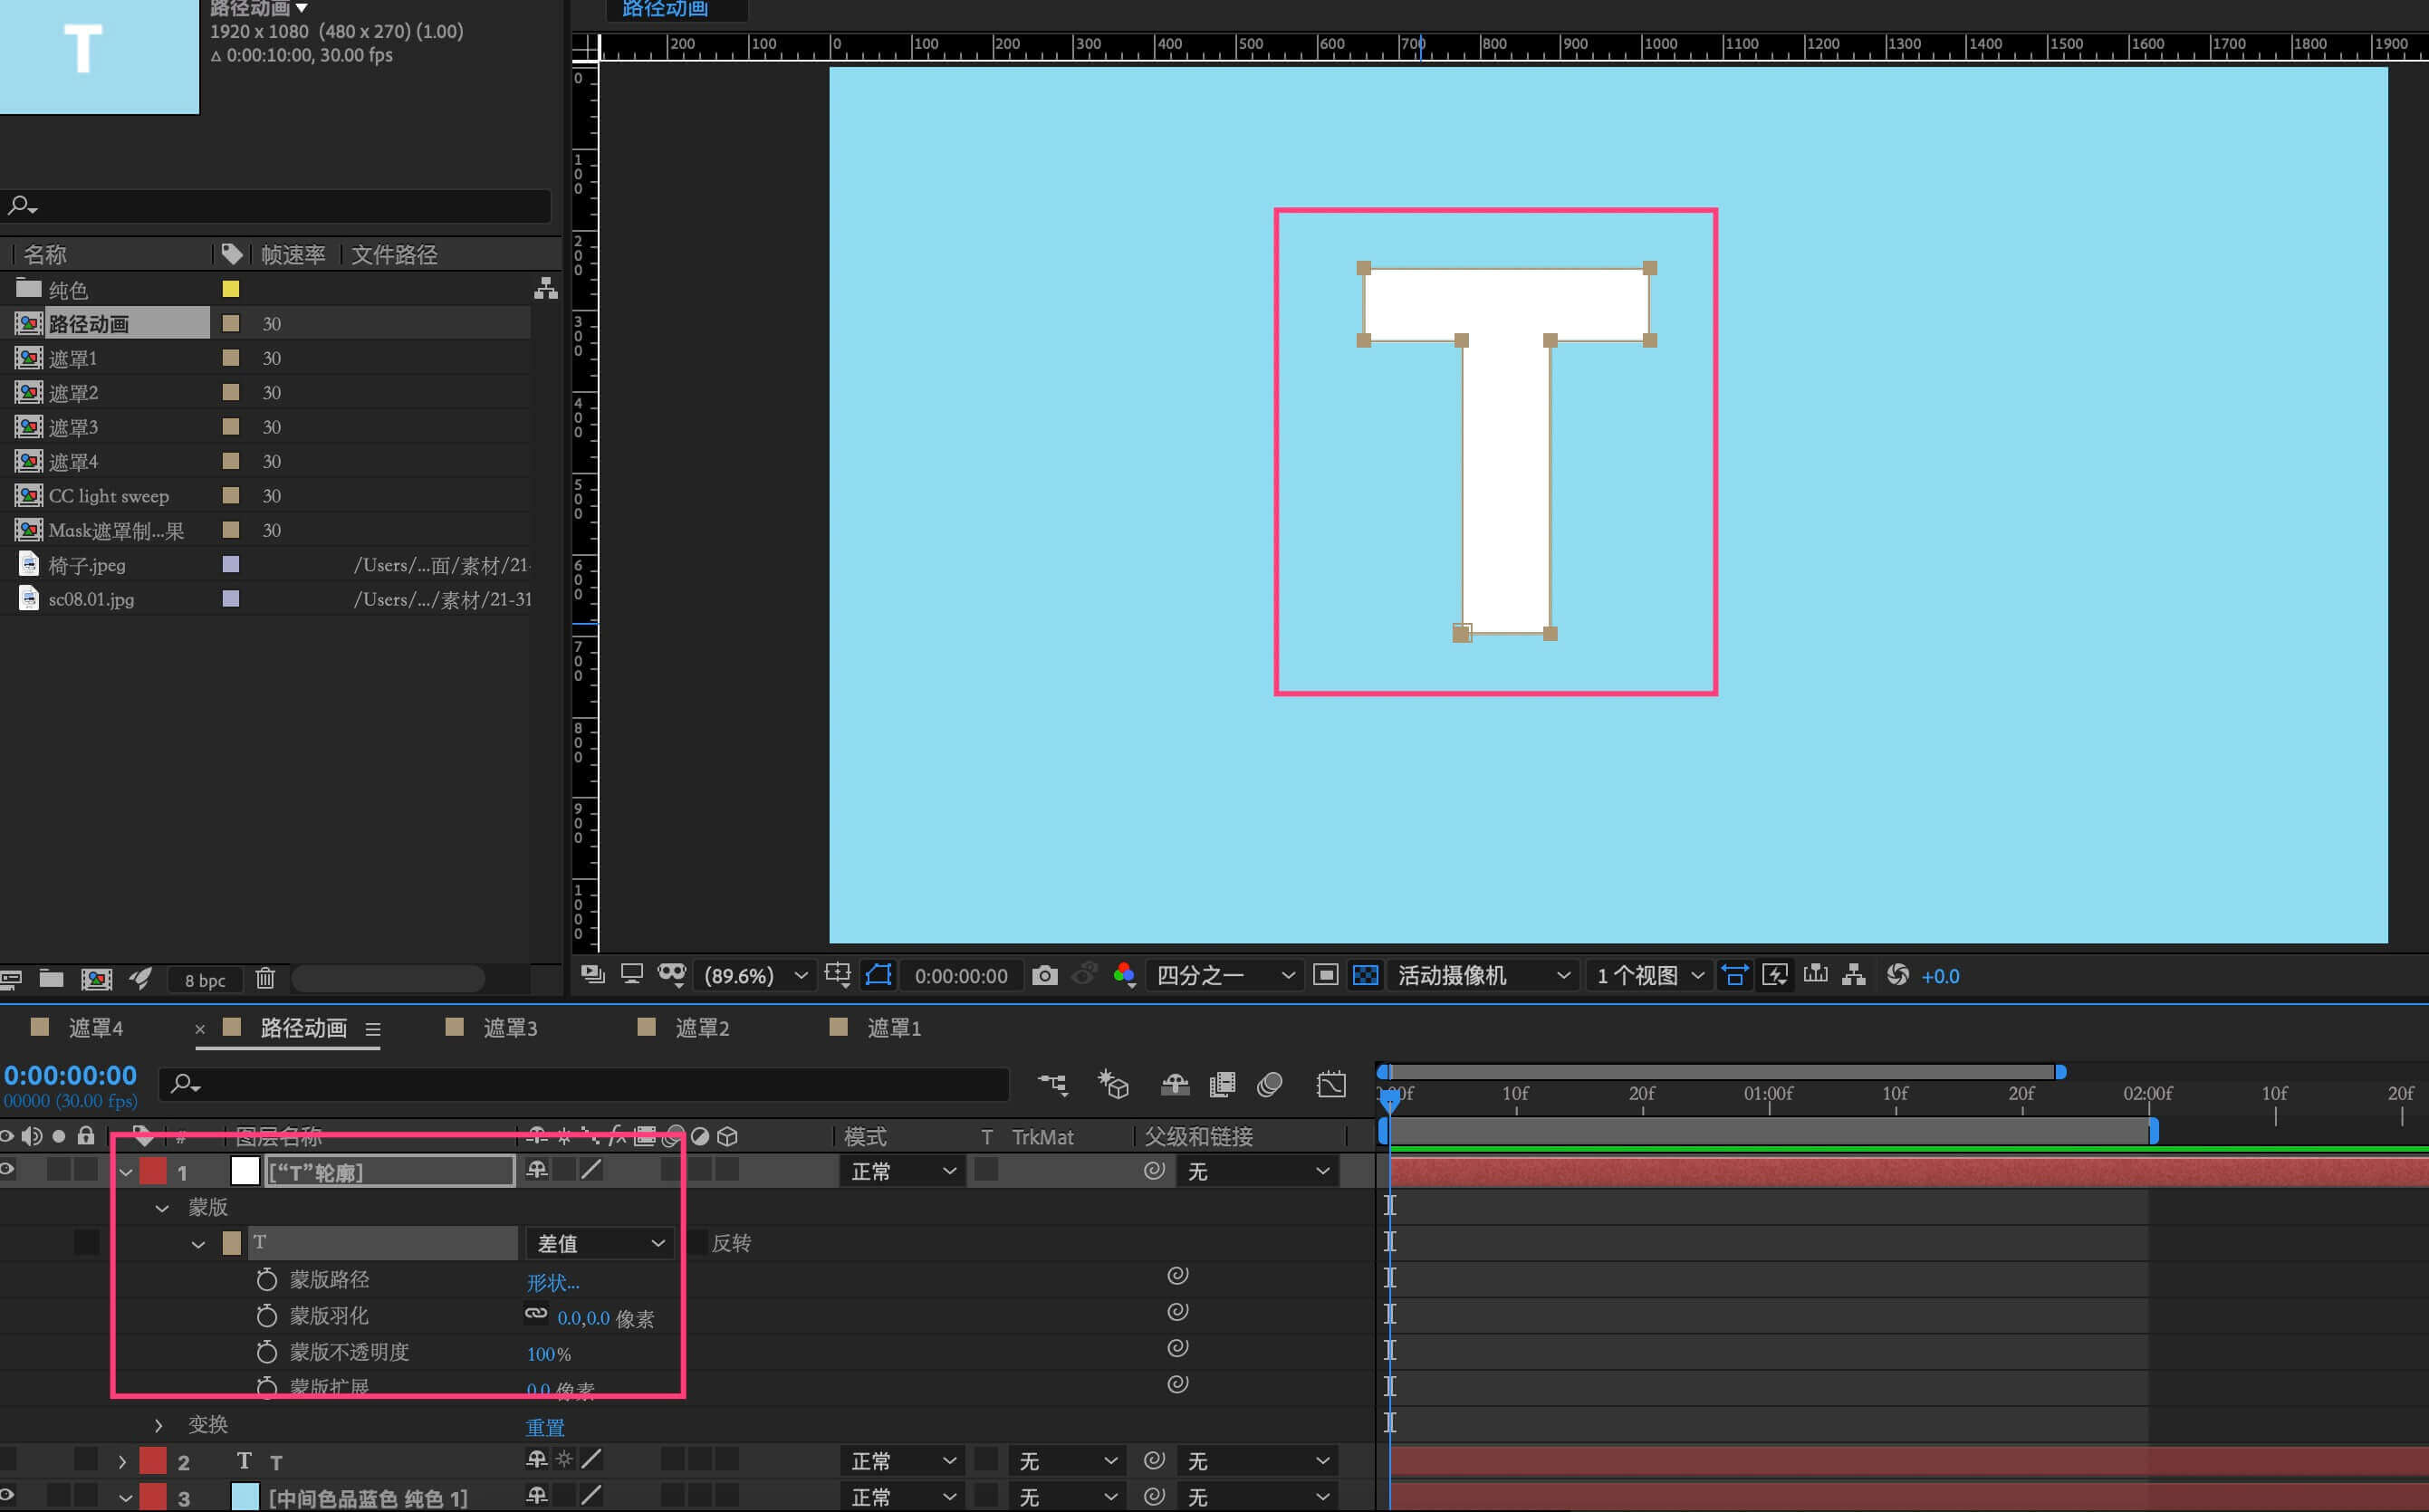 路径动画
1920 x 1080 (480 x 270) (1.00)
Δ 0:00:10:00, 30.00 fps
T
名称 帧速率 文件路径
纯色
路径动画 30
遮罩1 30
遮罩2 30
遮罩3 30
遮罩4 30
CC light sweep 30
Mask遮罩制...果 30
椅子.jpeg /Users/...面/素材/21-
sc08.01.jpg /Users/.../素材/21-31
8 bpc
路径动画
200 100 0 100 200 300 400 500 600 700 800 900 1000 1100 1200 1300 1400 1500 1600 1700 1800 1900
0
100
200
300
400
500
600
700
800
900
1000
T
(89.6%) 0:00:00:00 四分之一 活动摄像机 1个视图 +0.0
遮罩4 × 路径动画 遮罩3 遮罩2 遮罩1
0:00:00:00
00000 (30.00 fps)
:00f 10f 20f 01:00f 10f 20f 02:00f 10f 20f
# 图层名称 fx 模式 T TrkMat 父级和链接
1 [“T”轮廓] 正常 无
蒙版
T 差值 反转
蒙版路径 形状...
蒙版羽化 0.0,0.0 像素
蒙版不透明度 100%
蒙版扩展 0.0 像素
变换 重置
2 T T 正常 无 无
3 [中间色品蓝色 纯色 1] 正常 无 无